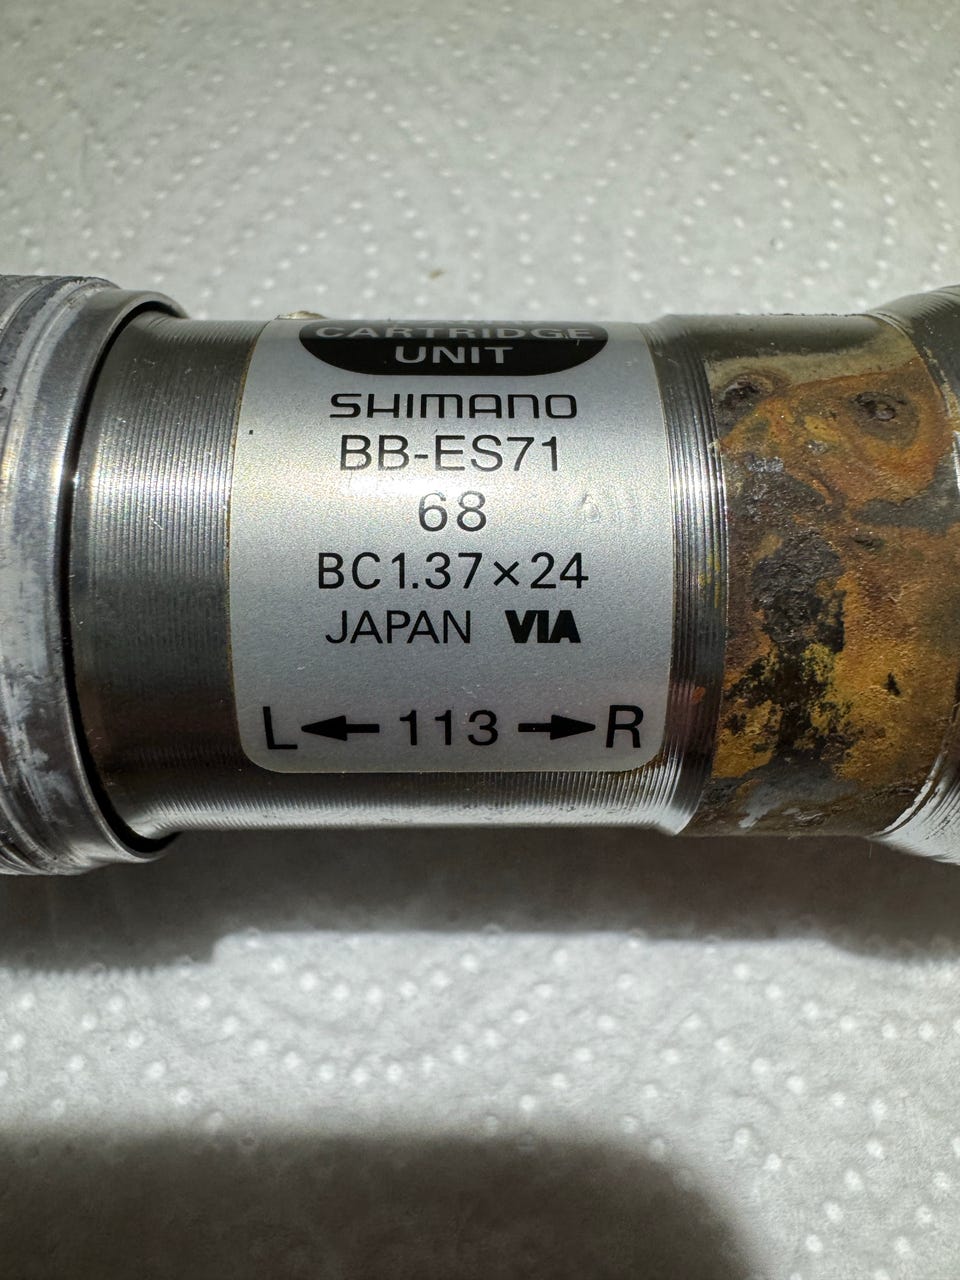 CARTRIDGE
UNIT
SHIMANO
BB-ES71
68
BC1.37×24
JAPAN VIA
L ← 113 → R